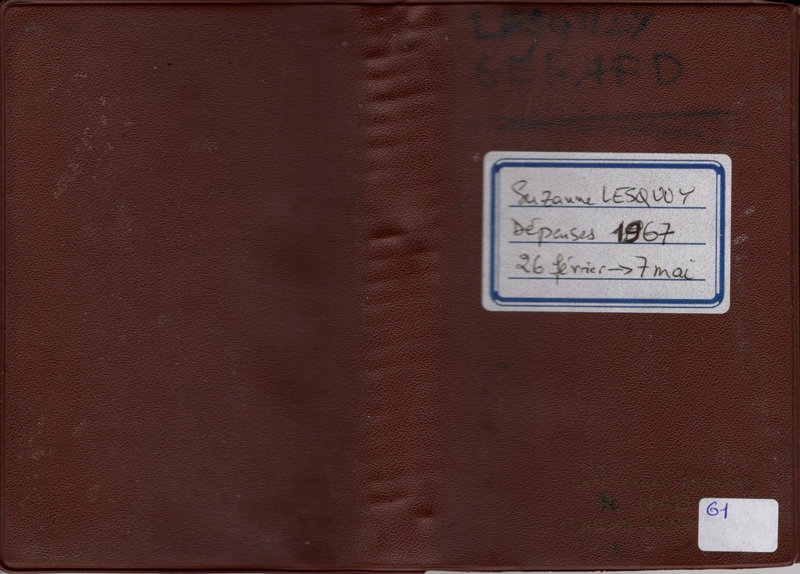 LESQUOY
GÉRARD
Suzanne LESQUOY
Dépenses 1967
26 février → 7 mai
61